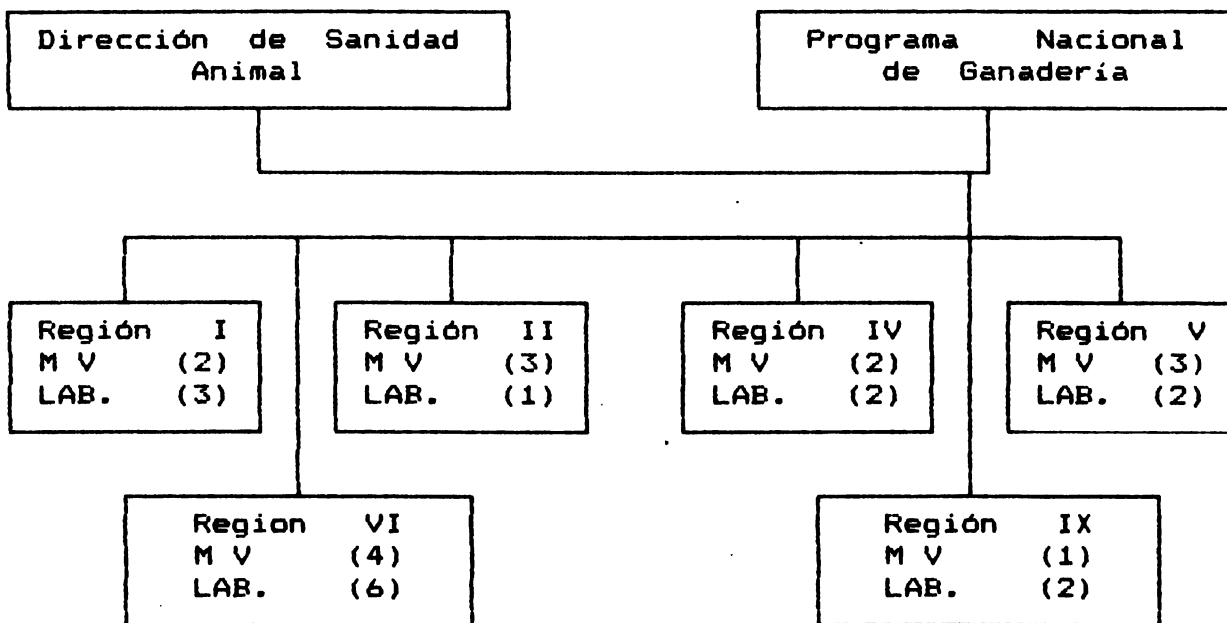 Dirección de Sanidad
Animal
Programa Nacional
de Ganadería
Región I
M V (2)
LAB. (3)
Región II
M V (3)
LAB. (1)
Región IV
M V (2)
LAB. (2)
Región V
M V (3)
LAB. (2)
Region VI
M V (4)
LAB. (6)
Región IX
M V (1)
LAB. (2)